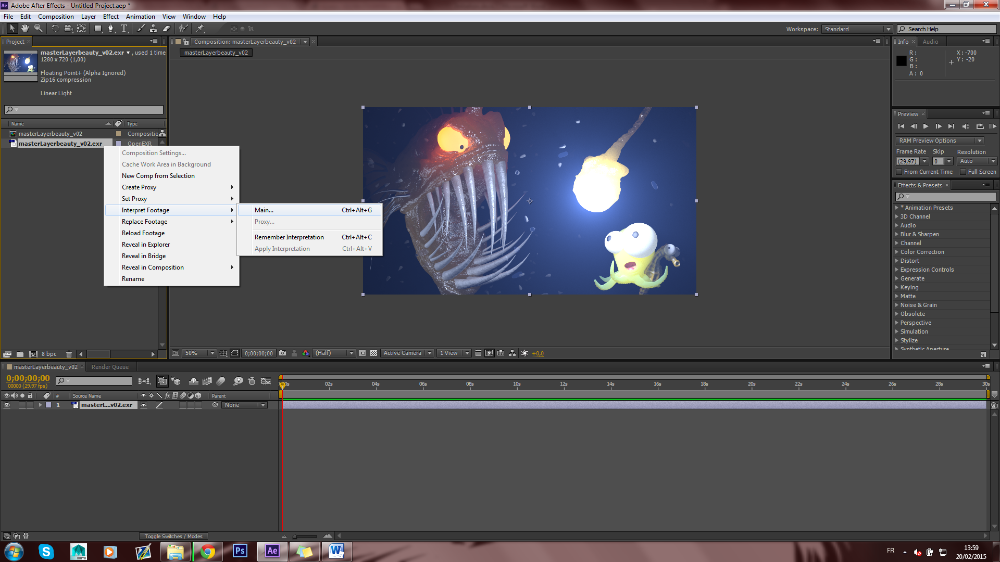 Ae Adobe After Effects - Untitled Project.aep *
File Edit Composition Layer Effect Animation View Window Help
Workspace: Standard Search Help
Project
masterLayerbeauty_v02.exr , used 1 time
1280 x 720 (1,00)
Floating Point+ (Alpha Ignored)
Zip16 compression
Linear Light
Name Type
masterLayerbeauty_v02 Compositic
masterLayerbeauty_v02.exr OpenEXR
Composition Settings...
Cache Work Area in Background
New Comp from Selection
Create Proxy
Set Proxy
Interpret Footage
Replace Footage
Reload Footage
Reveal in Explorer
Reveal in Bridge
Reveal in Composition
Rename
Main... Ctrl+Alt+G
Proxy...
Remember Interpretation Ctrl+Alt+C
Apply Interpretation Ctrl+Alt+V
8 bpc
Composition: masterLayerbeauty_v02
masterLayerbeauty_v02
50% 0;00;00;00 (Half) Active Camera 1 View +0,0
Info Audio
R :
G :
B :
A : 0
X : -700
Y : -20
Preview
RAM Preview Options
Frame Rate Skip Resolution
(29,97) 0 Auto
From Current Time Full Screen
Effects & Presets
* Animation Presets
3D Channel
Audio
Blur & Sharpen
Channel
Color Correction
Distort
Expression Controls
Generate
Keying
Matte
Noise & Grain
Obsolete
Perspective
Simulation
Stylize
Synthetic Aperture
masterLayerbeauty_v02 Render Queue
0;00;00;00
00000 (29.97 fps)
# Source Name fx Parent
1 masterL...v02.exr None
02s 04s 06s 08s 10s 12s 14s 16s 18s 20s 22s 24s 26s 28s 30s
Toggle Switches / Modes
MAYA Ps Ae W
FR
13:59
20/02/2015